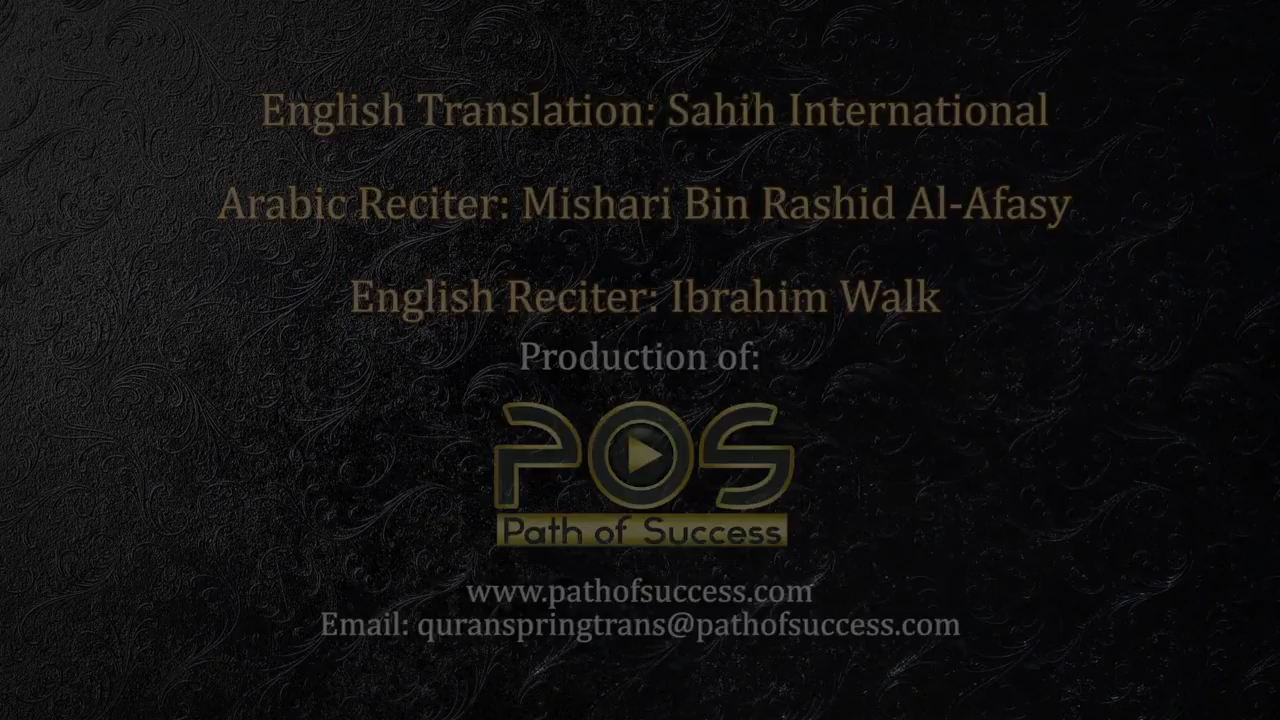 English Translation: Sahih International
Arabic Reciter: Mishari Bin Rashid Al-Afasy
English Reciter: Ibrahim Walk
Production of:
POS
Path of Success
www.pathofsuccess.com
Email: quranspringtrans@pathofsuccess.com